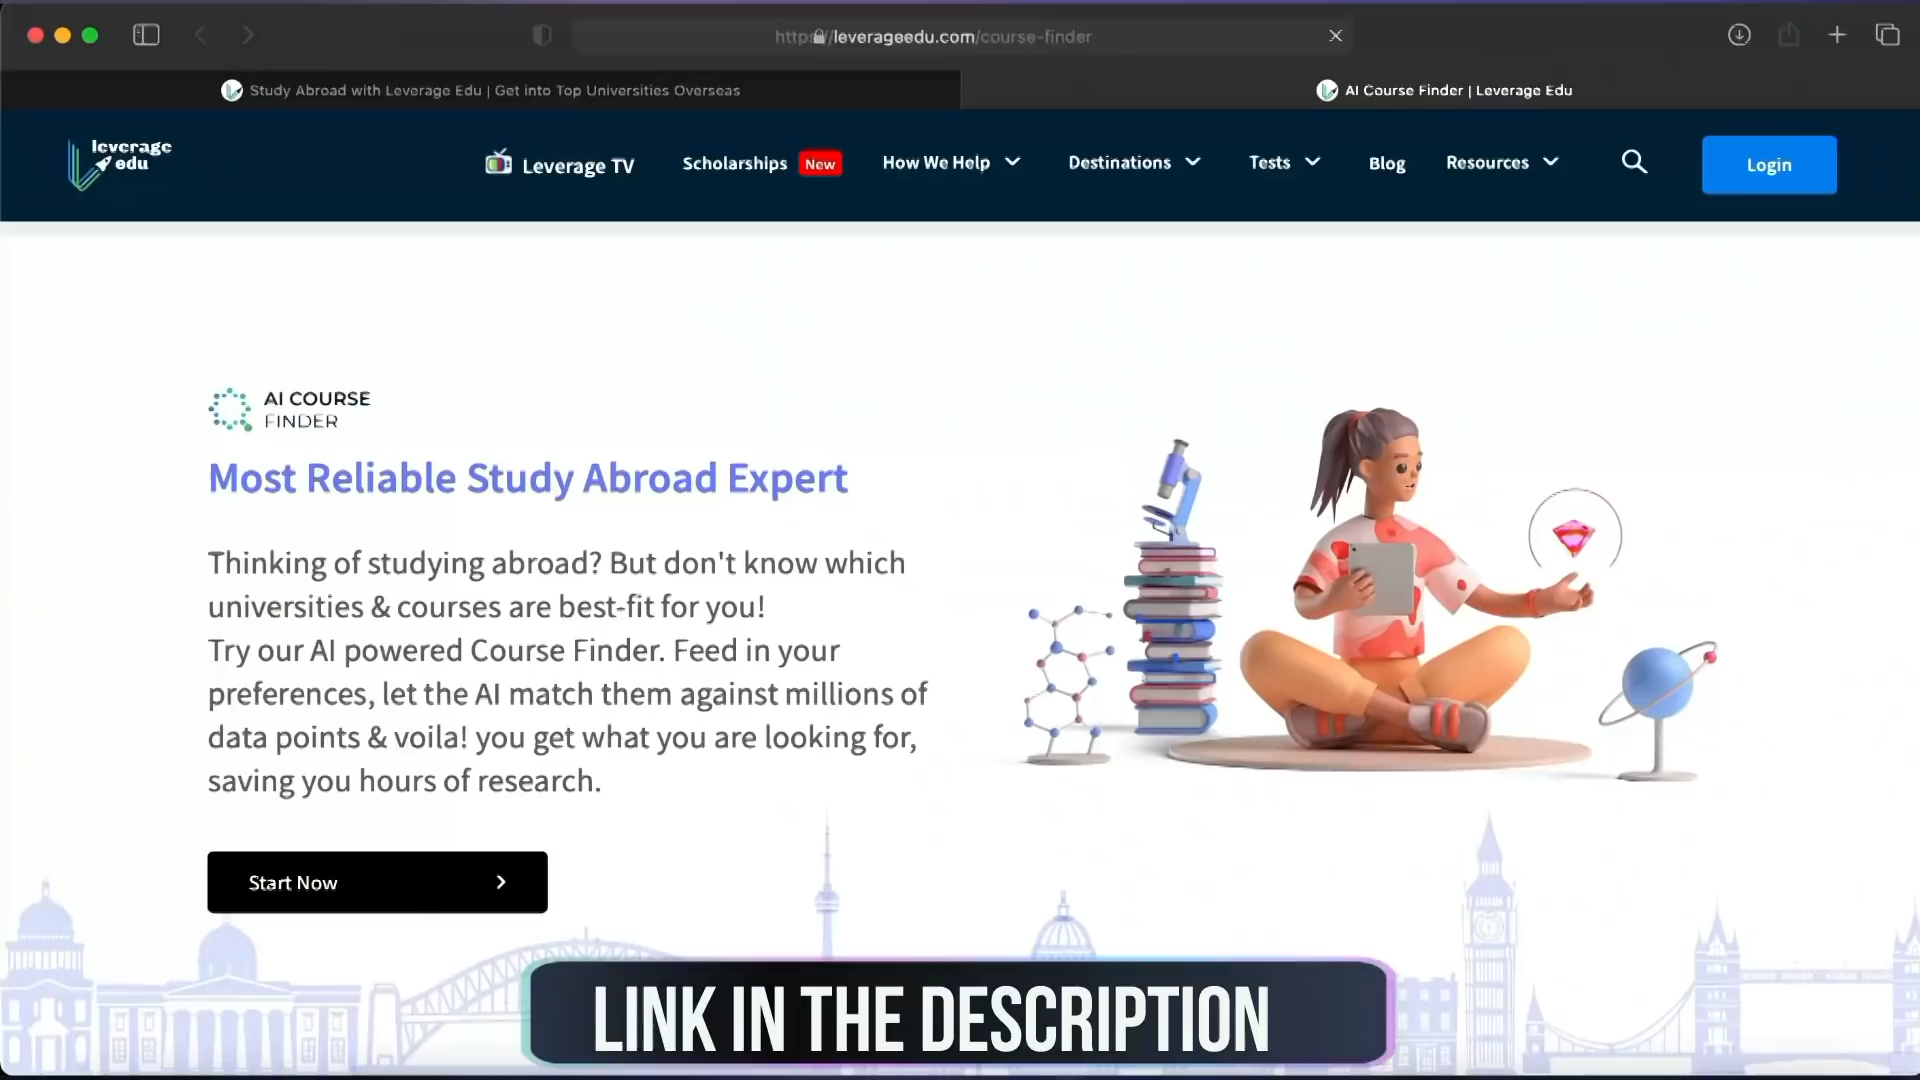 https://leverageedu.com/course-finder
Study Abroad with Leverage Edu | Get into Top Universities Overseas
AI Course Finder | Leverage Edu
leverage
edu
Leverage TV
Scholarships New
How We Help
Destinations
Tests
Blog
Resources
Login
AI COURSE
FINDER
Most Reliable Study Abroad Expert
Thinking of studying abroad? But don't know which
universities & courses are best-fit for you!
Try our AI powered Course Finder. Feed in your
preferences, let the AI match them against millions of
data points & voila! you get what you are looking for,
saving you hours of research.
Start Now
LINK IN THE DESCRIPTION